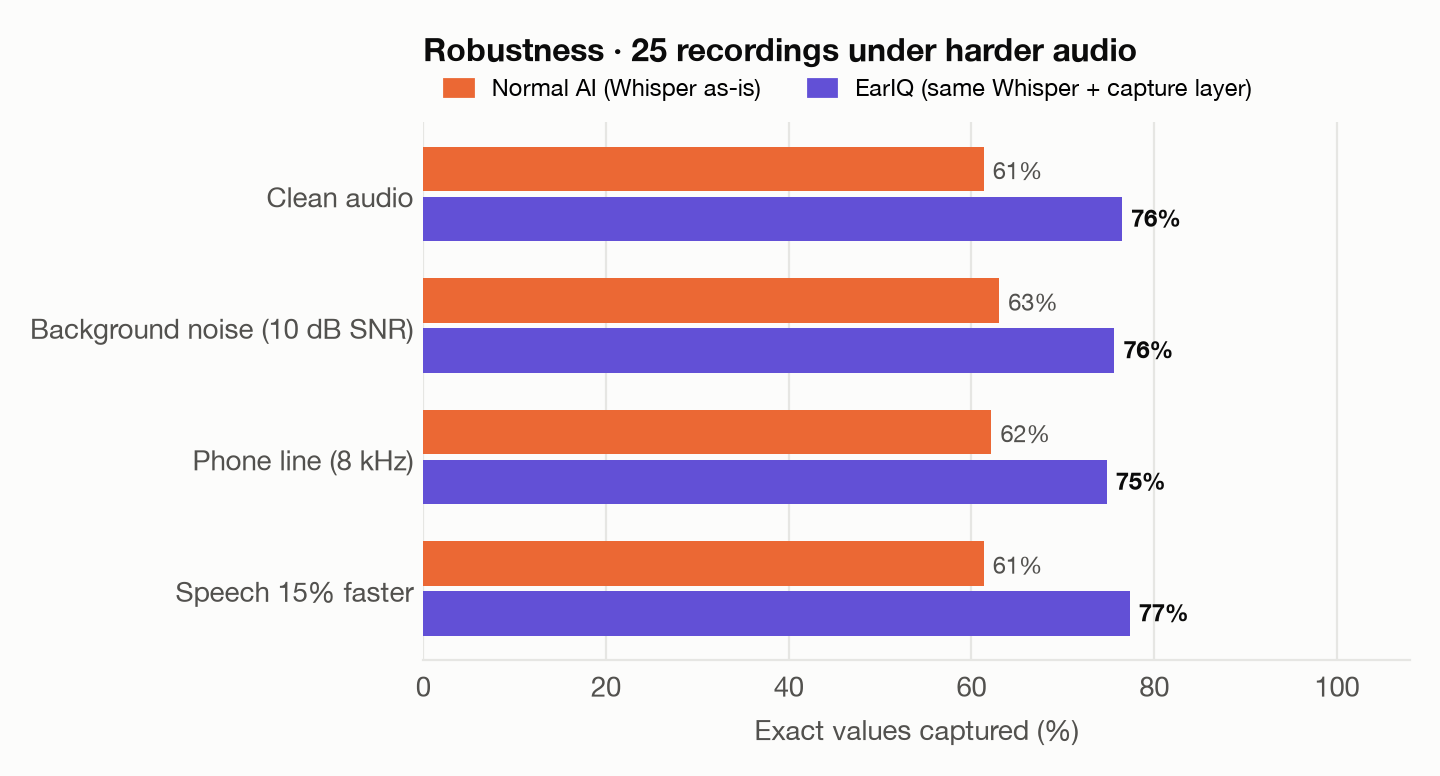 Robustness · 25 recordings under harder audio
Normal AI (Whisper as-is) EarIQ (same Whisper + capture layer)
Clean audio
61%
76%
Background noise (10 dB SNR)
63%
76%
Phone line (8 kHz)
62%
75%
Speech 15% faster
61%
77%
0 20 40 60 80 100
Exact values captured (%)